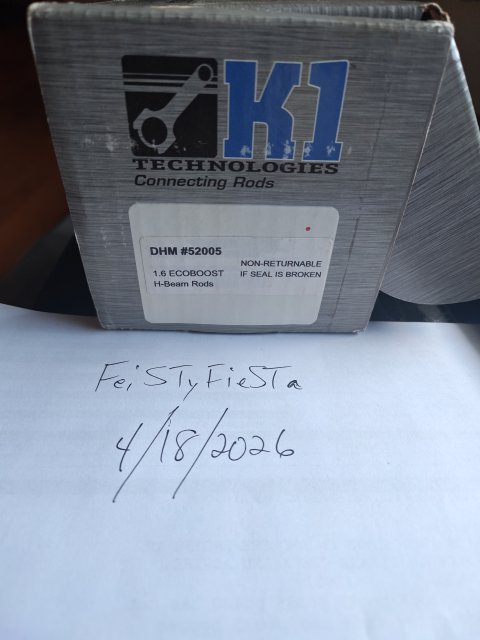 K1
TECHNOLOGIES
Connecting Rods
DHM #52005
NON-RETURNABLE
1.6 ECOBOOST IF SEAL IS BROKEN
H-Beam Rods
FeiSTyFieSTa
4/18/2026